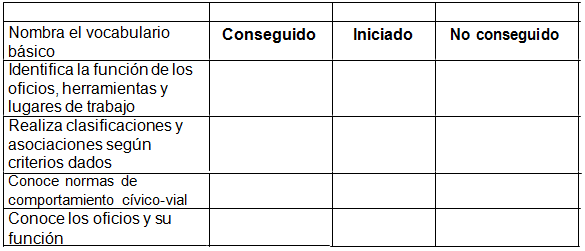 Nombra el vocabulario
básico
Conseguido
Iniciado
No conseguido
Identifica la función de los
oficios, herramientas y
lugares de trabajo
Realiza clasificaciones y
asociaciones según
criterios dados
Conoce normas de
comportamiento cívico-vial
Conoce los oficios y su
función